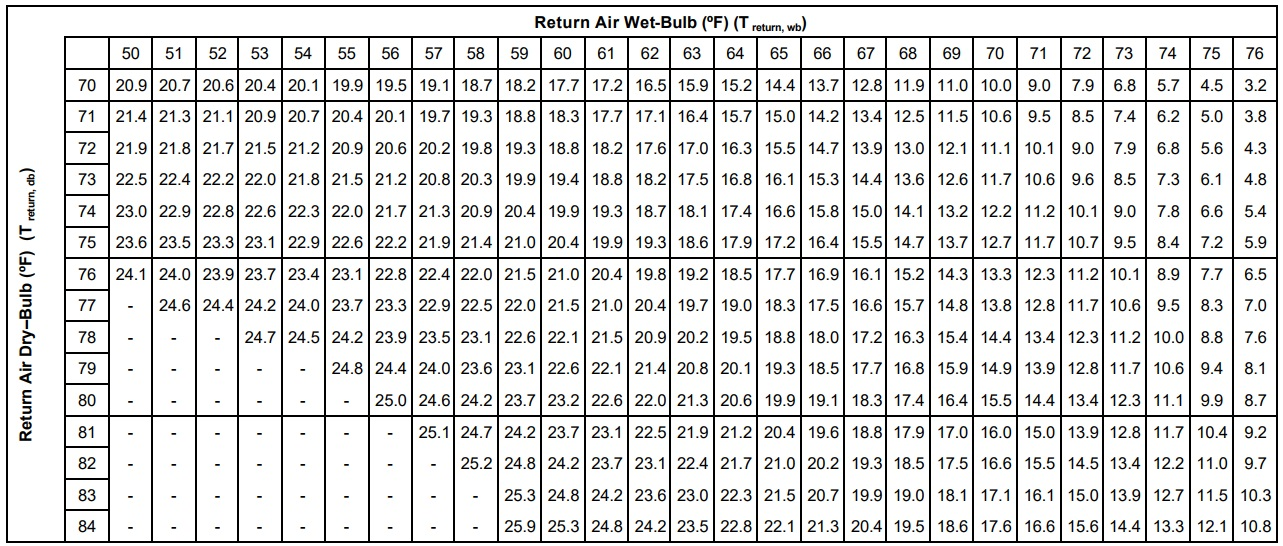 Return Air Wet-Bulb (ºF) (T return, wb)
50 51 52 53 54 55 56 57 58 59 60 61 62 63 64 65 66 67 68 69 70 71 72 73 74 75 76
Return Air Dry–Bulb (ºF) (T return, db)
70 20.9 20.7 20.6 20.4 20.1 19.9 19.5 19.1 18.7 18.2 17.7 17.2 16.5 15.9 15.2 14.4 13.7 12.8 11.9 11.0 10.0 9.0 7.9 6.8 5.7 4.5 3.2
71 21.4 21.3 21.1 20.9 20.7 20.4 20.1 19.7 19.3 18.8 18.3 17.7 17.1 16.4 15.7 15.0 14.2 13.4 12.5 11.5 10.6 9.5 8.5 7.4 6.2 5.0 3.8
72 21.9 21.8 21.7 21.5 21.2 20.9 20.6 20.2 19.8 19.3 18.8 18.2 17.6 17.0 16.3 15.5 14.7 13.9 13.0 12.1 11.1 10.1 9.0 7.9 6.8 5.6 4.3
73 22.5 22.4 22.2 22.0 21.8 21.5 21.2 20.8 20.3 19.9 19.4 18.8 18.2 17.5 16.8 16.1 15.3 14.4 13.6 12.6 11.7 10.6 9.6 8.5 7.3 6.1 4.8
74 23.0 22.9 22.8 22.6 22.3 22.0 21.7 21.3 20.9 20.4 19.9 19.3 18.7 18.1 17.4 16.6 15.8 15.0 14.1 13.2 12.2 11.2 10.1 9.0 7.8 6.6 5.4
75 23.6 23.5 23.3 23.1 22.9 22.6 22.2 21.9 21.4 21.0 20.4 19.9 19.3 18.6 17.9 17.2 16.4 15.5 14.7 13.7 12.7 11.7 10.7 9.5 8.4 7.2 5.9
76 24.1 24.0 23.9 23.7 23.4 23.1 22.8 22.4 22.0 21.5 21.0 20.4 19.8 19.2 18.5 17.7 16.9 16.1 15.2 14.3 13.3 12.3 11.2 10.1 8.9 7.7 6.5
77 - 24.6 24.4 24.2 24.0 23.7 23.3 22.9 22.5 22.0 21.5 21.0 20.4 19.7 19.0 18.3 17.5 16.6 15.7 14.8 13.8 12.8 11.7 10.6 9.5 8.3 7.0
78 - - - 24.7 24.5 24.2 23.9 23.5 23.1 22.6 22.1 21.5 20.9 20.2 19.5 18.8 18.0 17.2 16.3 15.4 14.4 13.4 12.3 11.2 10.0 8.8 7.6
79 - - - - - 24.8 24.4 24.0 23.6 23.1 22.6 22.1 21.4 20.8 20.1 19.3 18.5 17.7 16.8 15.9 14.9 13.9 12.8 11.7 10.6 9.4 8.1
80 - - - - - - 25.0 24.6 24.2 23.7 23.2 22.6 22.0 21.3 20.6 19.9 19.1 18.3 17.4 16.4 15.5 14.4 13.4 12.3 11.1 9.9 8.7
81 - - - - - - - 25.1 24.7 24.2 23.7 23.1 22.5 21.9 21.2 20.4 19.6 18.8 17.9 17.0 16.0 15.0 13.9 12.8 11.7 10.4 9.2
82 - - - - - - - - 25.2 24.8 24.2 23.7 23.1 22.4 21.7 21.0 20.2 19.3 18.5 17.5 16.6 15.5 14.5 13.4 12.2 11.0 9.7
83 - - - - - - - - - 25.3 24.8 24.2 23.6 23.0 22.3 21.5 20.7 19.9 19.0 18.1 17.1 16.1 15.0 13.9 12.7 11.5 10.3
84 - - - - - - - - - 25.9 25.3 24.8 24.2 23.5 22.8 22.1 21.3 20.4 19.5 18.6 17.6 16.6 15.6 14.4 13.3 12.1 10.8